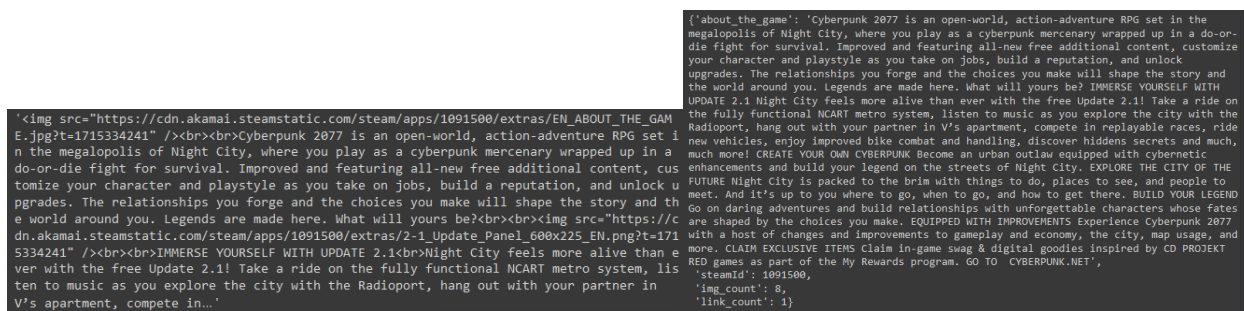 '<img src="https://cdn.akamai.steamstatic.com/steam/apps/1091500/extras/EN_ABOUT_THE_GAM
E.jpg?t=1715334241" /><br><br>Cyberpunk 2077 is an open-world, action-adventure RPG set i
n the megalopolis of Night City, where you play as a cyberpunk mercenary wrapped up in a
do-or-die fight for survival. Improved and featuring all-new free additional content, cus
tomize your character and playstyle as you take on jobs, build a reputation, and unlock u
pgrades. The relationships you forge and the choices you make will shape the story and th
e world around you. Legends are made here. What will yours be?<br><br><img src="https://c
dn.akamai.steamstatic.com/steam/apps/1091500/extras/2-1_Update_Panel_600x225_EN.png?t=171
5334241" /><br><br>IMMERSE YOURSELF WITH UPDATE 2.1<br>Night City feels more alive than e
ver with the free Update 2.1! Take a ride on the fully functional NCART metro system, lis
ten to music as you explore the city with the Radioport, hang out with your partner in
V’s apartment, compete in…'
{'about_the_game': 'Cyberpunk 2077 is an open-world, action-adventure RPG set in the
megalopolis of Night City, where you play as a cyberpunk mercenary wrapped up in a do-or-
die fight for survival. Improved and featuring all-new free additional content, customize
your character and playstyle as you take on jobs, build a reputation, and unlock
upgrades. The relationships you forge and the choices you make will shape the story and
the world around you. Legends are made here. What will yours be? IMMERSE YOURSELF WITH
UPDATE 2.1 Night City feels more alive than ever with the free Update 2.1! Take a ride on
the fully functional NCART metro system, listen to music as you explore the city with the
Radioport, hang out with your partner in V’s apartment, compete in replayable races, ride
new vehicles, enjoy improved bike combat and handling, discover hidden secrets and much,
much more! CREATE YOUR OWN CYBERPUNK Become an urban outlaw equipped with cybernetic
enhancements and build your legend on the streets of Night City. EXPLORE THE CITY OF THE
FUTURE Night City is packed to the brim with things to do, places to see, and people to
meet. And it’s up to you where to go, when to go, and how to get there. BUILD YOUR LEGEND
Go on daring adventures and build relationships with unforgettable characters whose fates
are shaped by the choices you make. EQUIPPED WITH IMPROVEMENTS Experience Cyberpunk 2077
with a host of changes and improvements to gameplay and economy, the city, map usage, and
more. CLAIM EXCLUSIVE ITEMS Claim in-game swag & digital goodies inspired by CD PROJEKT
RED games as part of the My Rewards program. GO TO  CYBERPUNK.NET',
'steamId': 1091500,
'img_count': 8,
'link_count': 1}